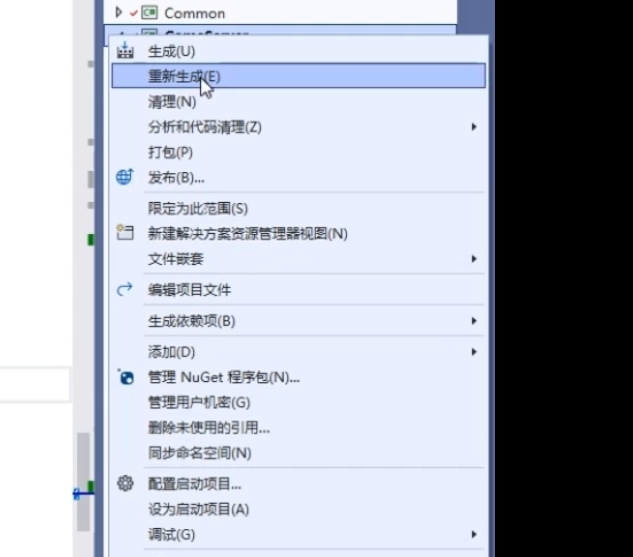 Common
生成(U)
重新生成(E)
清理(N)
分析和代码清理(Z)
打包(P)
发布(B)...
限定为此范围(S)
新建解决方案资源管理器视图(N)
文件嵌套
编辑项目文件
生成依赖项(B)
添加(D)
管理 NuGet 程序包(N)...
管理用户机密(G)
删除未使用的引用...
同步命名空间(N)
配置启动项目...
设为启动项目(A)
调试(G)